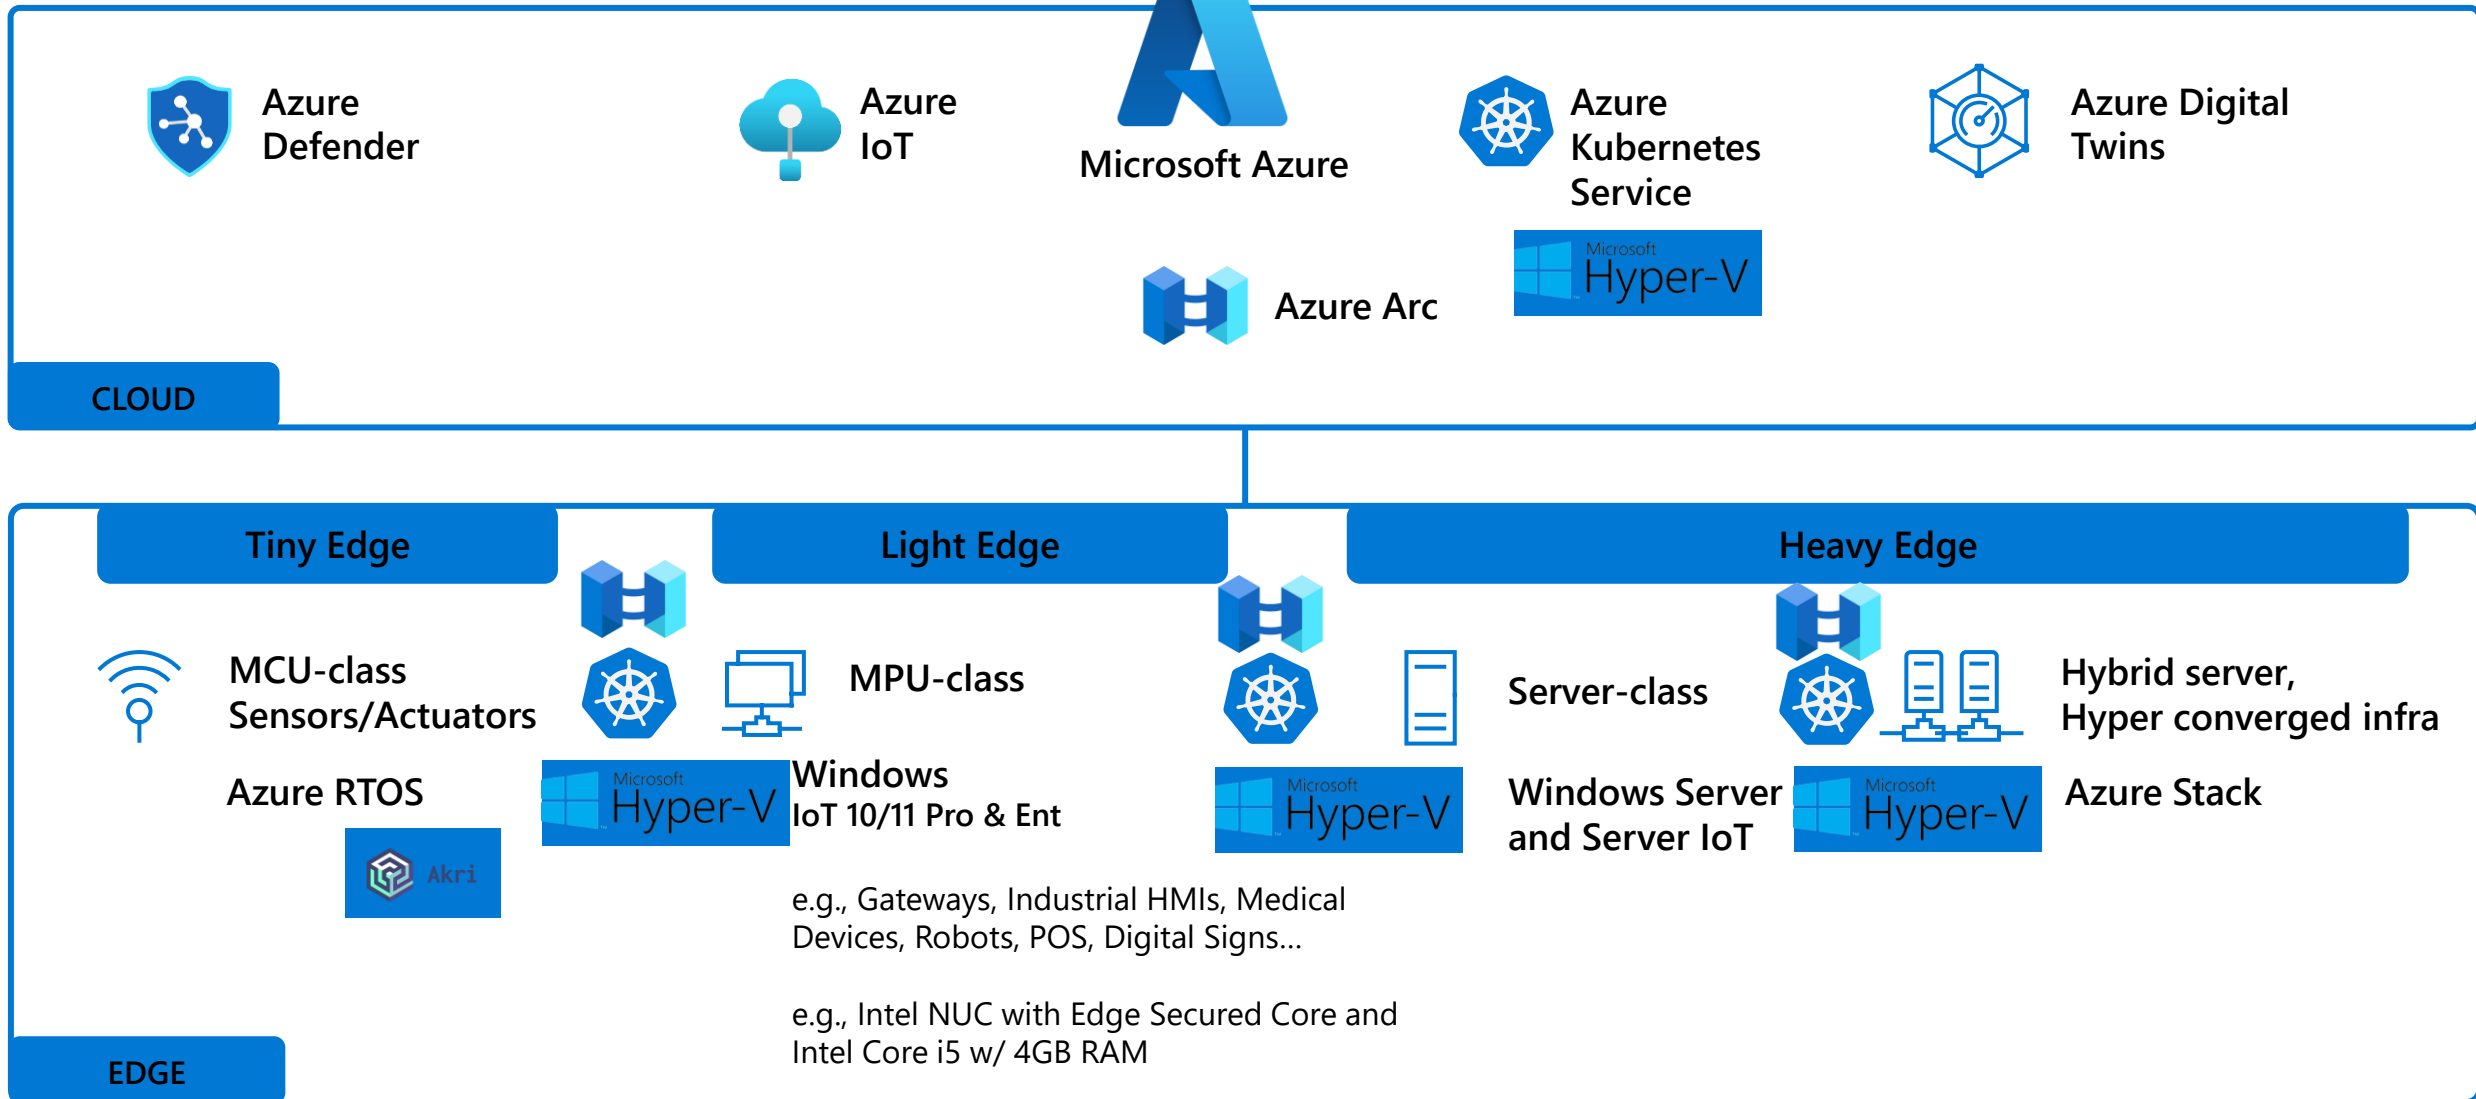 Azure
Defender
Azure
IoT
Microsoft Azure
Azure
Kubernetes
Service
Azure Digital
Twins
Microsoft
Hyper-V
Azure Arc
CLOUD
Tiny Edge
Light Edge
Heavy Edge
MCU-class
Sensors/Actuators
Azure RTOS
Akri
Microsoft
Hyper-V
MPU-class
Windows
IoT 10/11 Pro & Ent
e.g., Gateways, Industrial HMIs, Medical
Devices, Robots, POS, Digital Signs...
e.g., Intel NUC with Edge Secured Core and
Intel Core i5 w/ 4GB RAM
Microsoft
Hyper-V
Server-class
Windows Server
and Server IoT
Microsoft
Hyper-V
Hybrid server,
Hyper converged infra
Azure Stack
EDGE